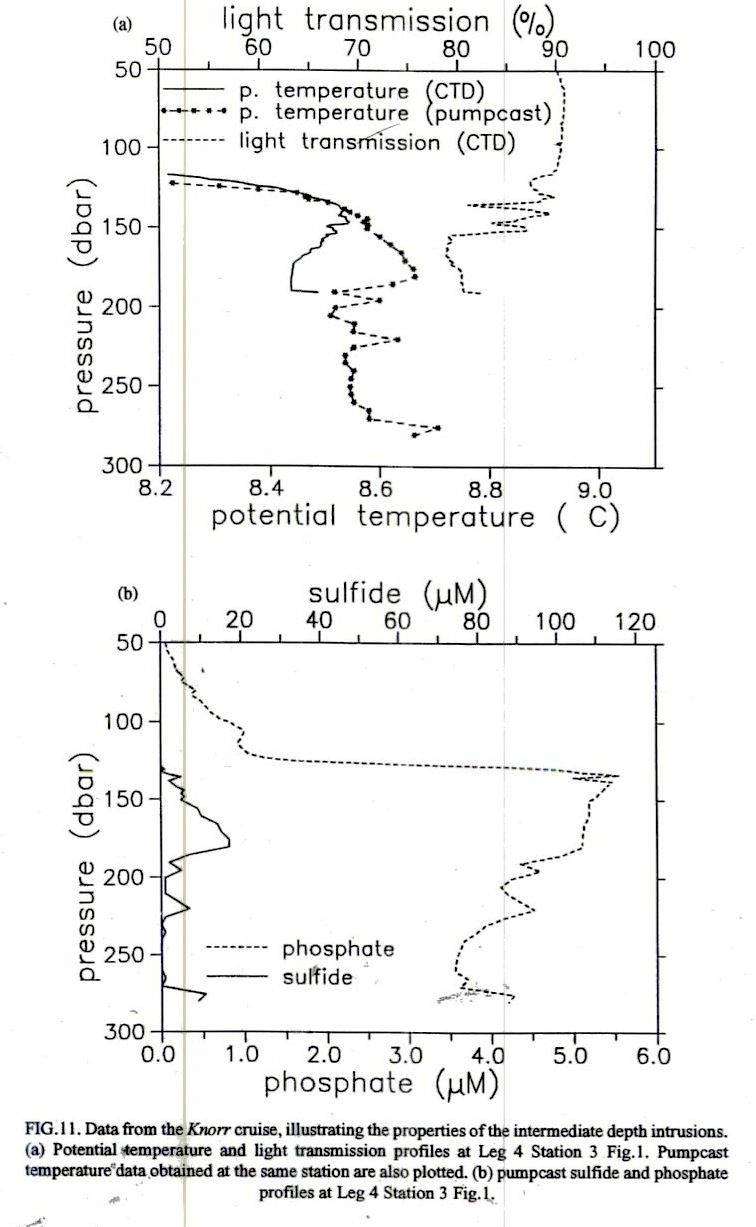 (a)
light transmission (%)
50 60 70 80 90 100
50
p. temperature (CTD)
p. temperature (pumpcast)
light transmission (CTD)
100
150
200
250
300
pressure (dbar)
8.2 8.4 8.6 8.8 9.0
potential temperature ( C)
(b)
sulfide (μM)
0 20 40 60 80 100 120
50
100
150
200
250
300
pressure (dbar)
phosphate
sulfide
0.0 1.0 2.0 3.0 4.0 5.0 6.0
phosphate (μM)
FIG.11. Data from the Knorr cruise, illustrating the properties of the intermediate depth intrusions.
(a) Potential temperature and light transmission profiles at Leg 4 Station 3 Fig.1. Pumpcast
temperature data obtained at the same station are also plotted. (b) pumpcast sulfide and phosphate
profiles at Leg 4 Station 3 Fig.1.